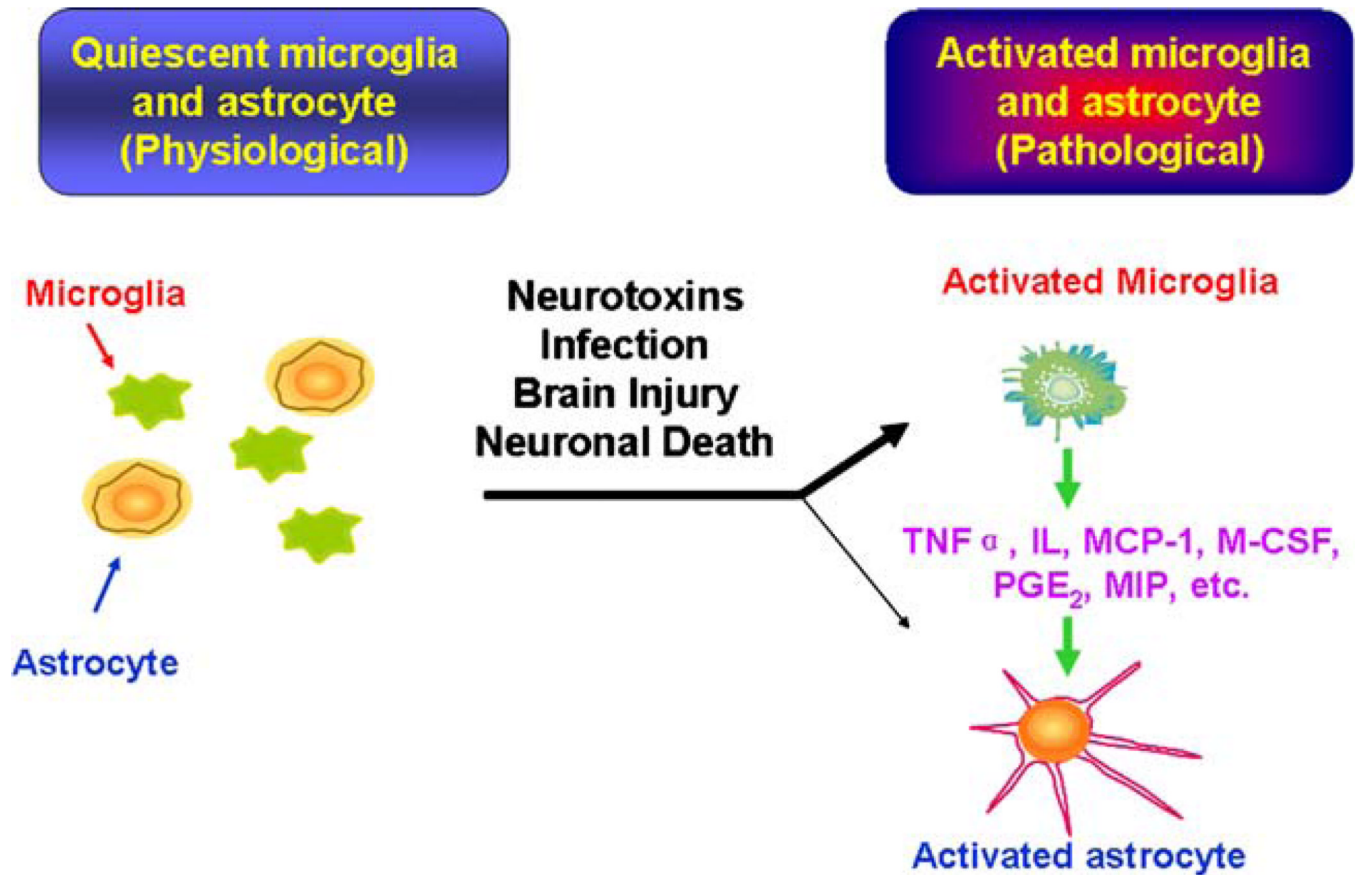 Quiescent microglia
and astrocyte
(Physiological)
Activated microglia
and astrocyte
(Pathological)
Microglia
Astrocyte
Neurotoxins
Infection
Brain Injury
Neuronal Death
Activated Microglia
TNF α, IL, MCP-1, M-CSF,
PGE₂, MIP, etc.
Activated astrocyte